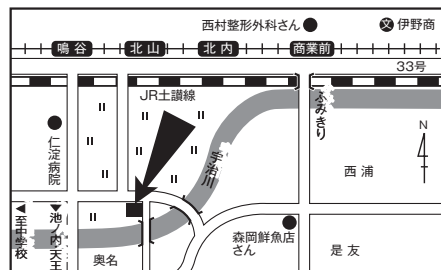 西村整形外科さん
文 伊野商
鳴谷 北山 北内 商業前
33号
JR土讃線
ふみきり
仁淀病院
宇治川
N
西浦
至中学校
池ノ内・天王
奥名
森岡鮮魚店
さん
是友